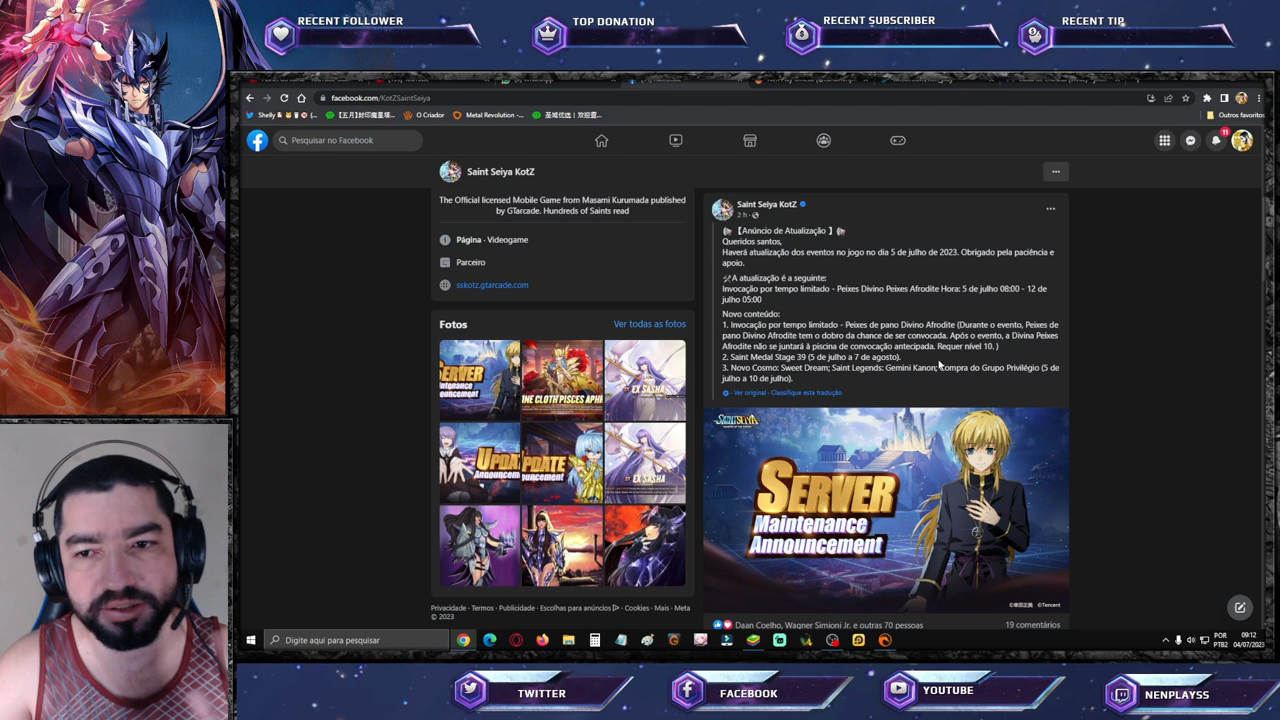 RECENT FOLLOWER
TOP DONATION
RECENT SUBSCRIBER
RECENT TIP
facebook.com/KotZSaintSeiya
O Criador
Metal Revolution -...
Outros favoritos
Pesquisar no Facebook
11
Saint Seiya KotZ
The Official licensed Mobile Game from Masami Kurumada published
by GTarcade. Hundreds of Saints read
Página · Videogame
Parceiro
sskotz.gtarcade.com
Fotos
Ver todas as fotos
Privacidade · Termos · Publicidade · Escolhas para anúncios · Cookies · Mais · Meta
© 2023
Saint Seiya KotZ
2 h ·
【Anúncio de Atualização 】
Queridos santos,
Haverá atualização dos eventos no jogo no dia 5 de julho de 2023. Obrigado pela paciência e
apoio.
A atualização é a seguinte:
Invocação por tempo limitado - Peixes Divino Peixes Afrodite Hora: 5 de julho 08:00 - 12 de
julho 05:00
Novo conteúdo:
1. Invocação por tempo limitado - Peixes de pano Divino Afrodite (Durante o evento, Peixes de
pano Divino Afrodite tem o dobro da chance de ser convocada. Após o evento, a Divina Peixes
Afrodite não se juntará à piscina de convocação antecipada. Requer nível 10. )
2. Saint Medal Stage 39 (5 de julho a 7 de agosto).
3. Novo Cosmo: Sweet Dream; Saint Legends: Gemini Kanon; Compra do Grupo Privilégio (5 de
julho a 10 de julho).
Ver original · Classifique esta tradução
SAINT SEIYA
SERVER
Maintenance
Announcement
©Tencent
Daan Coelho, Wagner Simioni Jr. e outras 70 pessoas
19 comentários
Digite aqui para pesquisar
POR
PTB2
09:12
04/07/2023
TWITTER
FACEBOOK
YOUTUBE
NENPLAYSS